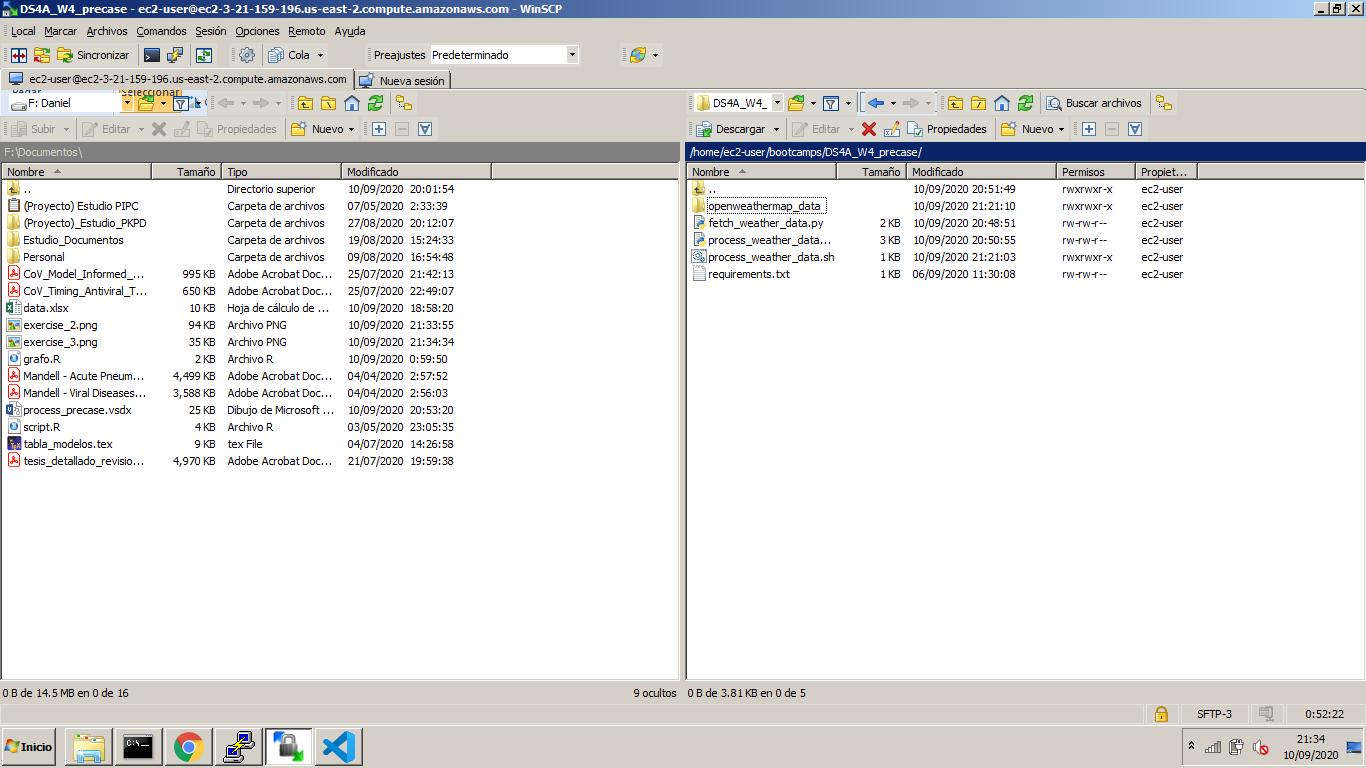 DS4A_W4_precase - ec2-user@ec2-3-21-159-196.us-east-2.compute.amazonaws.com - WinSCP
Local Marcar Archivos Comandos Sesión Opciones Remoto Ayuda
Sincronizar Cola Preajustes Predeterminado
ec2-user@ec2-3-21-159-196.us-east-2.compute.amazonaws.com Nueva sesión
F: Daniel
Subir Editar Propiedades Nuevo
F:\Documentos\
Nombre Tamaño Tipo Modificado
.. Directorio superior 10/09/2020 20:01:54
(Proyecto) Estudio PIPC Carpeta de archivos 07/05/2020 2:33:39
(Proyecto)_Estudio_PKPD Carpeta de archivos 27/08/2020 20:12:07
Estudio_Documentos Carpeta de archivos 19/08/2020 15:24:33
Personal Carpeta de archivos 09/08/2020 16:54:48
CoV_Model_Informed_... 995 KB Adobe Acrobat Doc... 25/07/2020 21:42:13
CoV_Timing_Antiviral_T... 650 KB Adobe Acrobat Doc... 25/07/2020 22:49:07
data.xlsx 10 KB Hoja de cálculo de ... 10/09/2020 18:58:20
exercise_2.png 94 KB Archivo PNG 10/09/2020 21:33:55
exercise_3.png 35 KB Archivo PNG 10/09/2020 21:34:34
grafo.R 2 KB Archivo R 10/09/2020 0:59:50
Mandell - Acute Pneum... 4,499 KB Adobe Acrobat Doc... 04/04/2020 2:57:52
Mandell - Viral Diseases... 3,588 KB Adobe Acrobat Doc... 04/04/2020 2:56:03
process_precase.vsdx 25 KB Dibujo de Microsoft ... 10/09/2020 20:53:20
script.R 4 KB Archivo R 03/05/2020 23:05:35
tabla_modelos.tex 9 KB tex File 04/07/2020 14:26:58
tesis_detallado_revisio... 4,970 KB Adobe Acrobat Doc... 21/07/2020 19:59:38
0 B de 14.5 MB en 0 de 16 9 ocultos
DS4A_W4_ Buscar archivos
Descargar Editar Propiedades Nuevo
/home/ec2-user/bootcamps/DS4A_W4_precase/
Nombre Tamaño Modificado Permisos Propiet...
.. 10/09/2020 20:51:49 rwxrwxr-x ec2-user
openweathermap_data 10/09/2020 21:21:10 rwxrwxr-x ec2-user
fetch_weather_data.py 2 KB 10/09/2020 20:48:51 rw-rw-r-- ec2-user
process_weather_data... 3 KB 10/09/2020 20:50:55 rw-rw-r-- ec2-user
process_weather_data.sh 1 KB 10/09/2020 21:21:03 rwxrwxr-x ec2-user
requirements.txt 1 KB 06/09/2020 11:30:08 rw-rw-r-- ec2-user
0 B de 3.81 KB en 0 de 5
SFTP-3 0:52:22
Inicio
21:34
10/09/2020